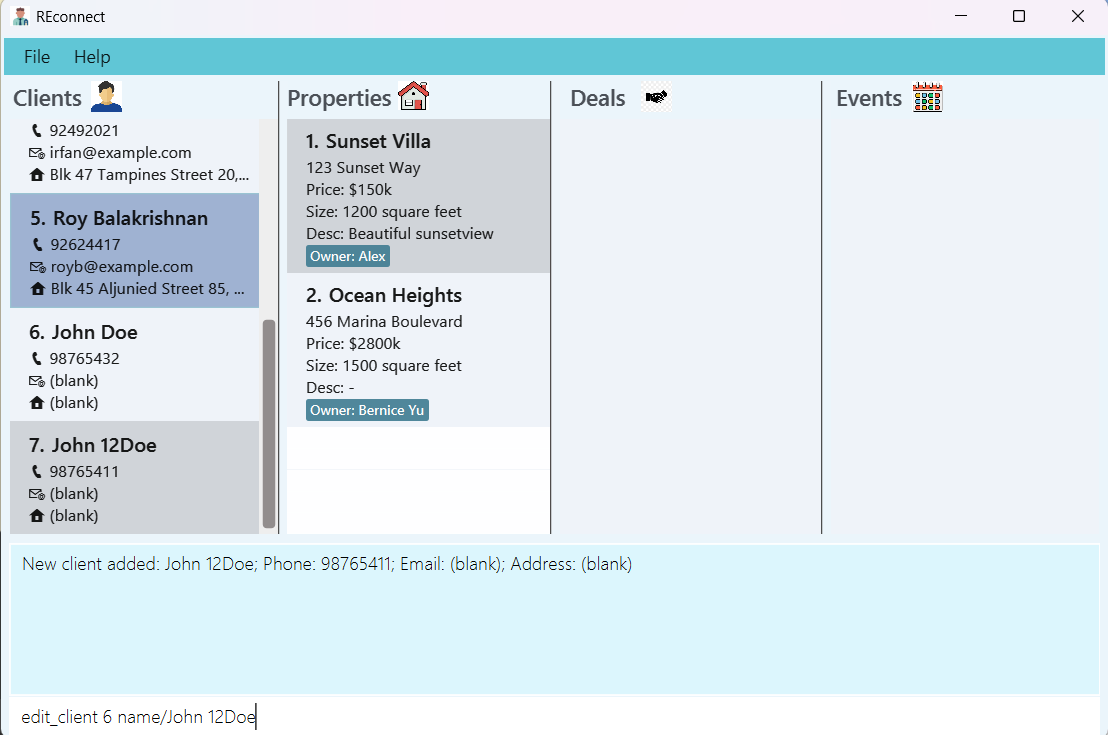 REconnect
File Help
Clients
92492021
irfan@example.com
Blk 47 Tampines Street 20,...
5. Roy Balakrishnan
92624417
royb@example.com
Blk 45 Aljunied Street 85, ...
6. John Doe
98765432
(blank)
(blank)
7. John 12Doe
98765411
(blank)
(blank)
Properties
1. Sunset Villa
123 Sunset Way
Price: $150k
Size: 1200 square feet
Desc: Beautiful sunsetview
Owner: Alex
2. Ocean Heights
456 Marina Boulevard
Price: $2800k
Size: 1500 square feet
Desc: -
Owner: Bernice Yu
Deals
Events
New client added: John 12Doe; Phone: 98765411; Email: (blank); Address: (blank)
edit_client 6 name/John 12Doe